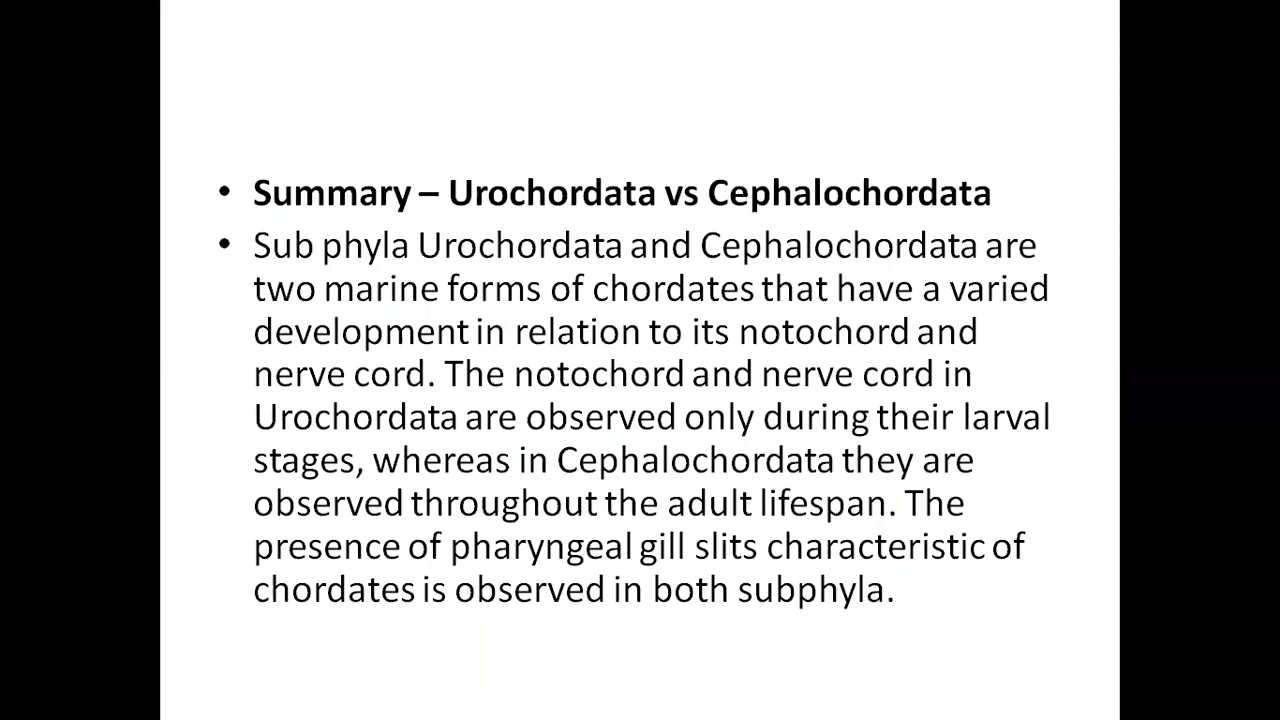 • Summary – Urochordata vs Cephalochordata
• Sub phyla Urochordata and Cephalochordata are
two marine forms of chordates that have a varied
development in relation to its notochord and
nerve cord. The notochord and nerve cord in
Urochordata are observed only during their larval
stages, whereas in Cephalochordata they are
observed throughout the adult lifespan. The
presence of pharyngeal gill slits characteristic of
chordates is observed in both subphyla.